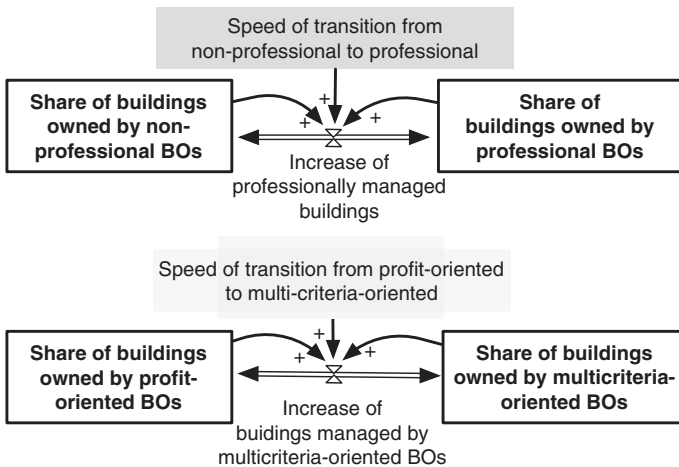 Speed of transition from
non-professional to professional
Share of buildings
owned by non-
professional BOs
+
+
+
Share of
buildings owned by
professional BOs
Increase of
professionally managed
buildings
Speed of transition from profit-oriented
to multi-criteria-oriented
Share of buildings
owned by profit-
oriented BOs
+
+
+
Share of buildings
owned by multicriteria-
oriented BOs
Increase of
buidings managed by
multicriteria-oriented BOs